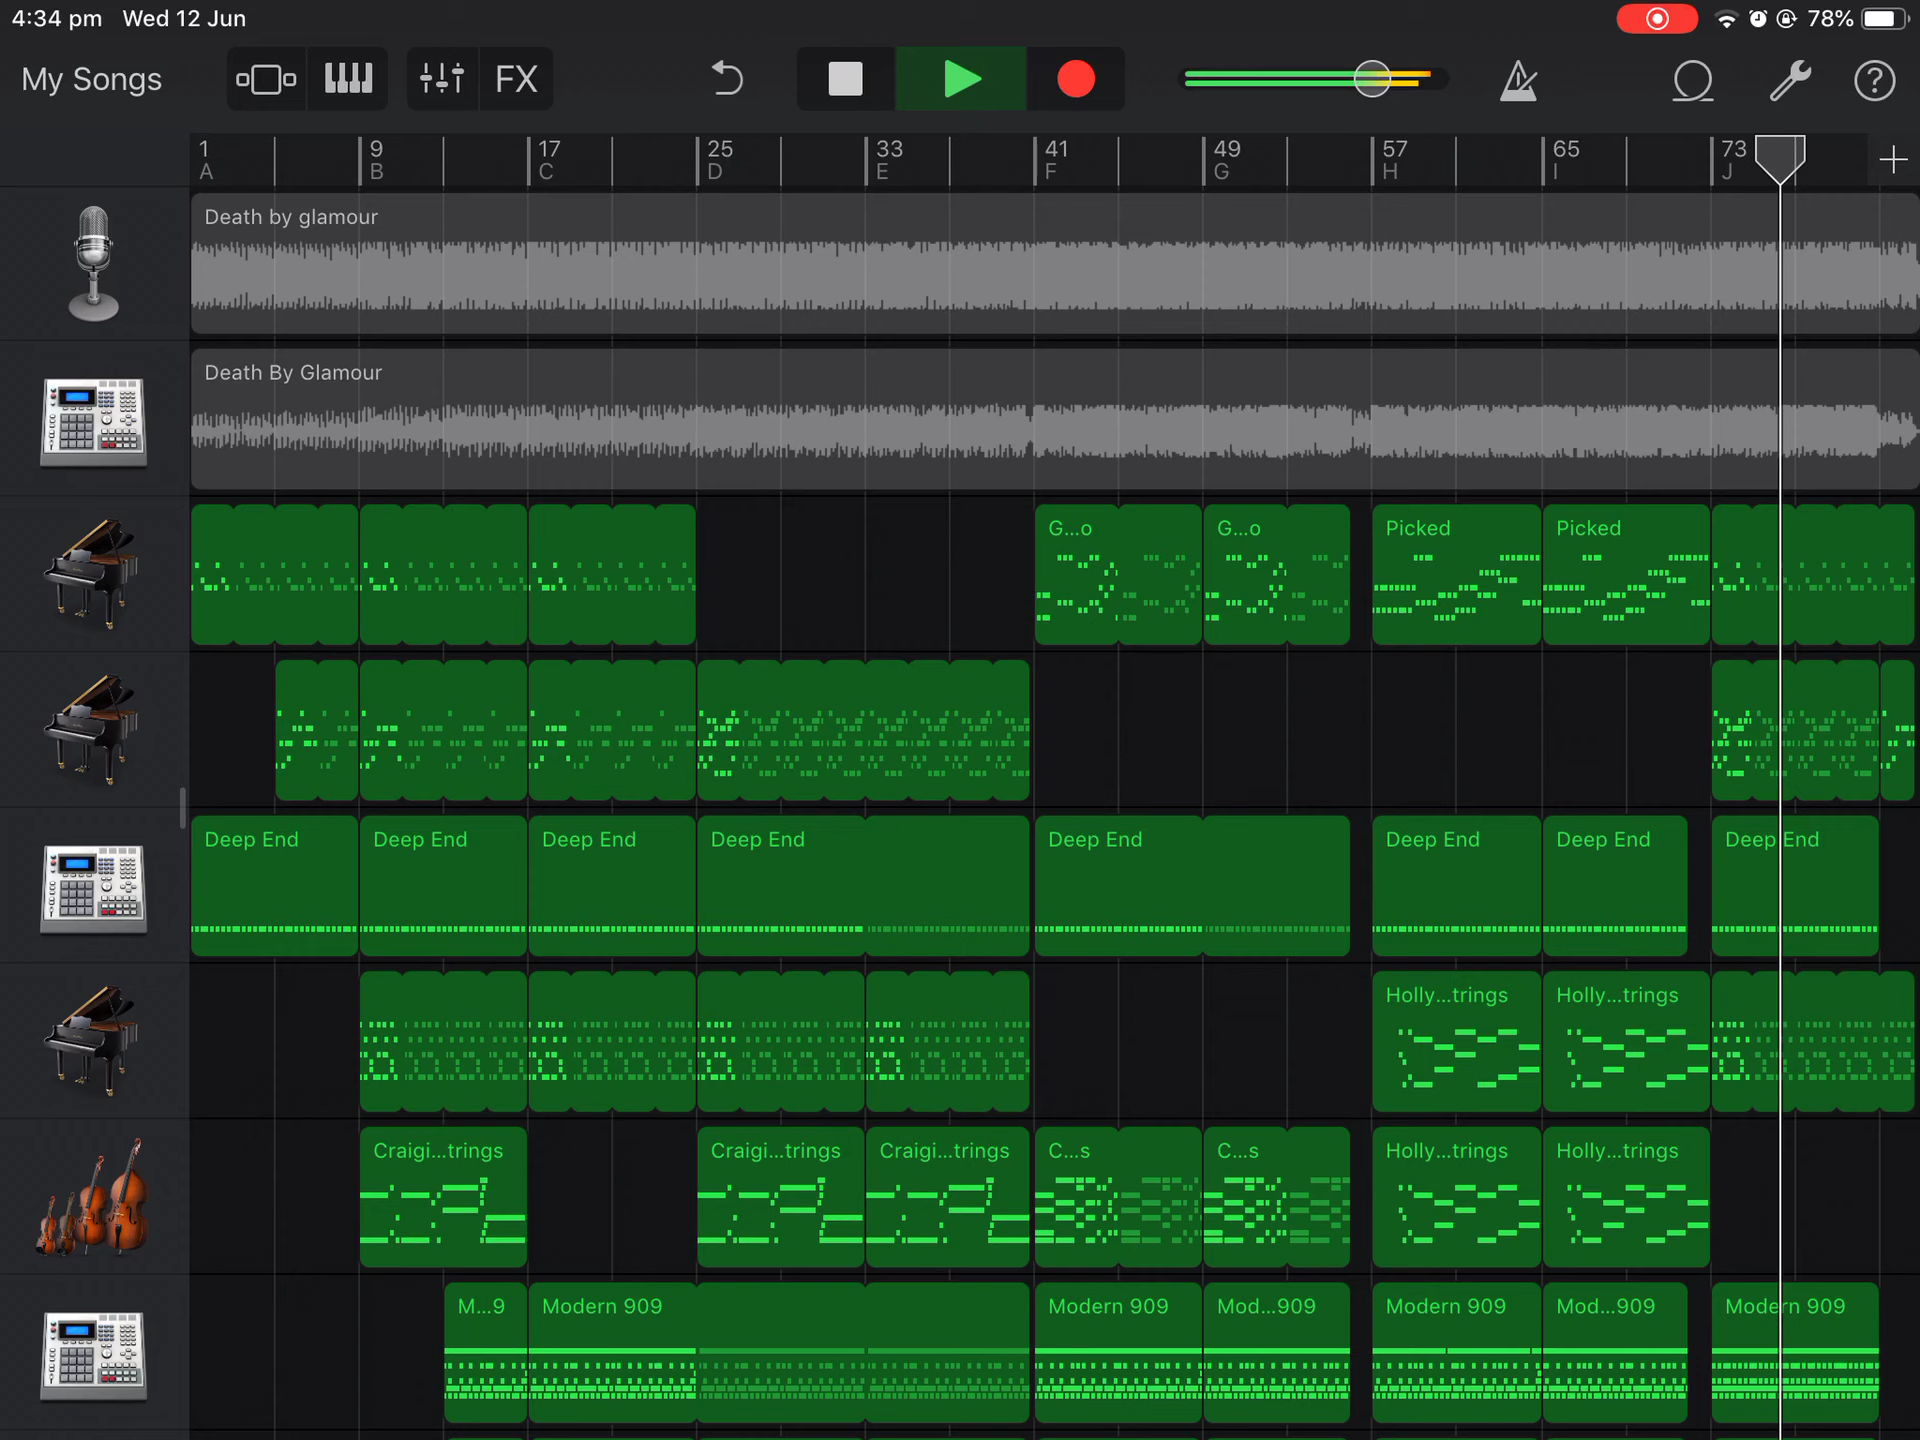 4:34 pm Wed 12 Jun 78%
My Songs FX
1 9 17 25 33 41 49 57 65 73
A B C D E F G H I J
Death by glamour
Death By Glamour
G...o G...o Picked Picked
Deep End Deep End Deep End Deep End Deep End Deep End Deep End Deep End
Holly...trings Holly...trings
Craigi...trings Craigi...trings Craigi...trings C...s C...s Holly...trings Holly...trings
M...9 Modern 909 Modern 909 Mod...909 Modern 909 Mod...909 Modern 909